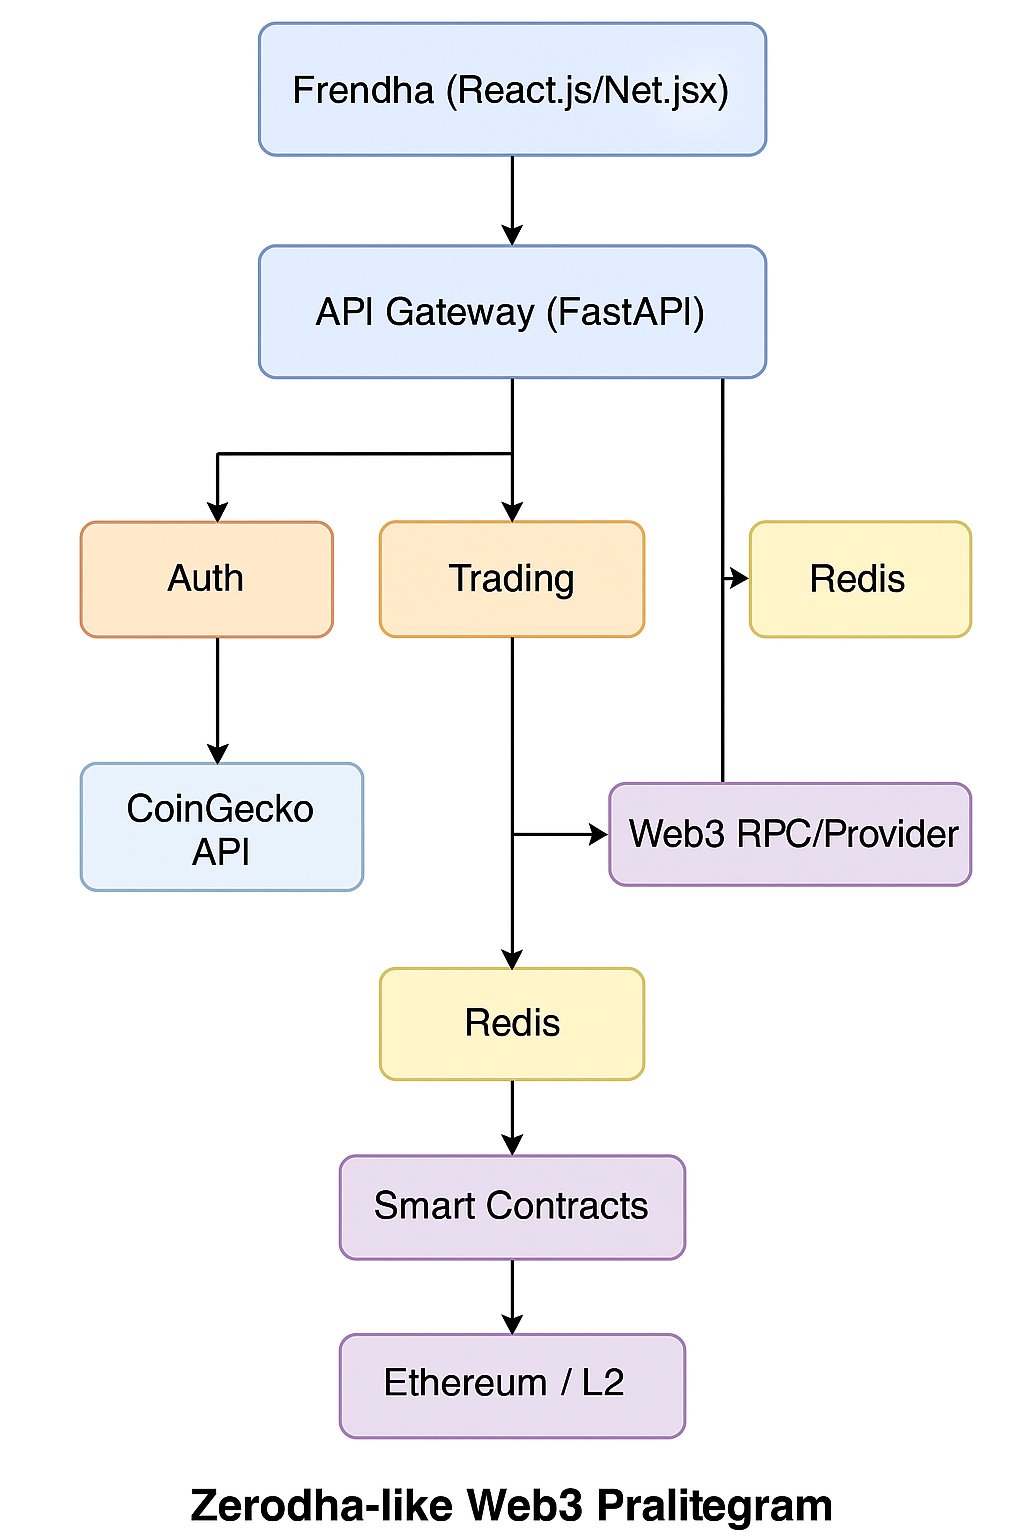 Frendha (React.js/Net.jsx)
API Gateway (FastAPI)
Auth
Trading
Redis
CoinGecko
API
Web3 RPC/Provider
Redis
Smart Contracts
Ethereum / L2
Zerodha-like Web3 Pralitegram